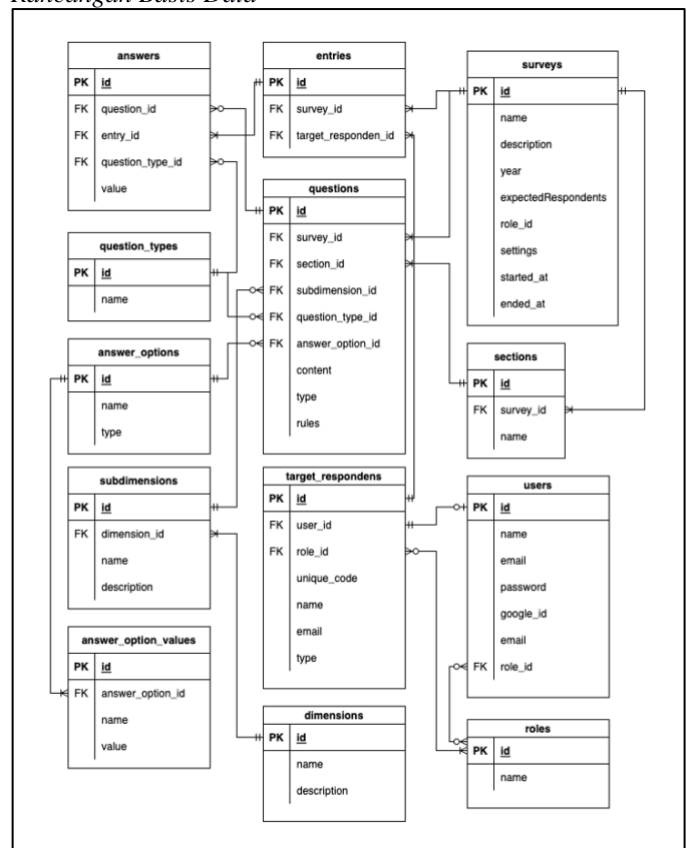 Rancangan Basis Data
answers
PK id
FK question_id
FK entry_id
FK question_type_id
value
question_types
PK id
name
answer_options
PK id
name
type
subdimensions
PK id
FK dimension_id
name
description
answer_option_values
PK id
FK answer_option_id
name
value
entries
PK id
FK survey_id
FK target_responden_id
questions
PK id
FK survey_id
FK section_id
FK subdimension_id
FK question_type_id
FK answer_option_id
content
type
rules
target_respondens
PK id
FK user_id
FK role_id
unique_code
name
email
type
dimensions
PK id
name
description
surveys
PK id
name
description
year
expectedRespondents
role_id
settings
started_at
ended_at
sections
PK id
FK survey_id
name
users
PK id
name
email
password
google_id
email
FK role_id
roles
PK id
name